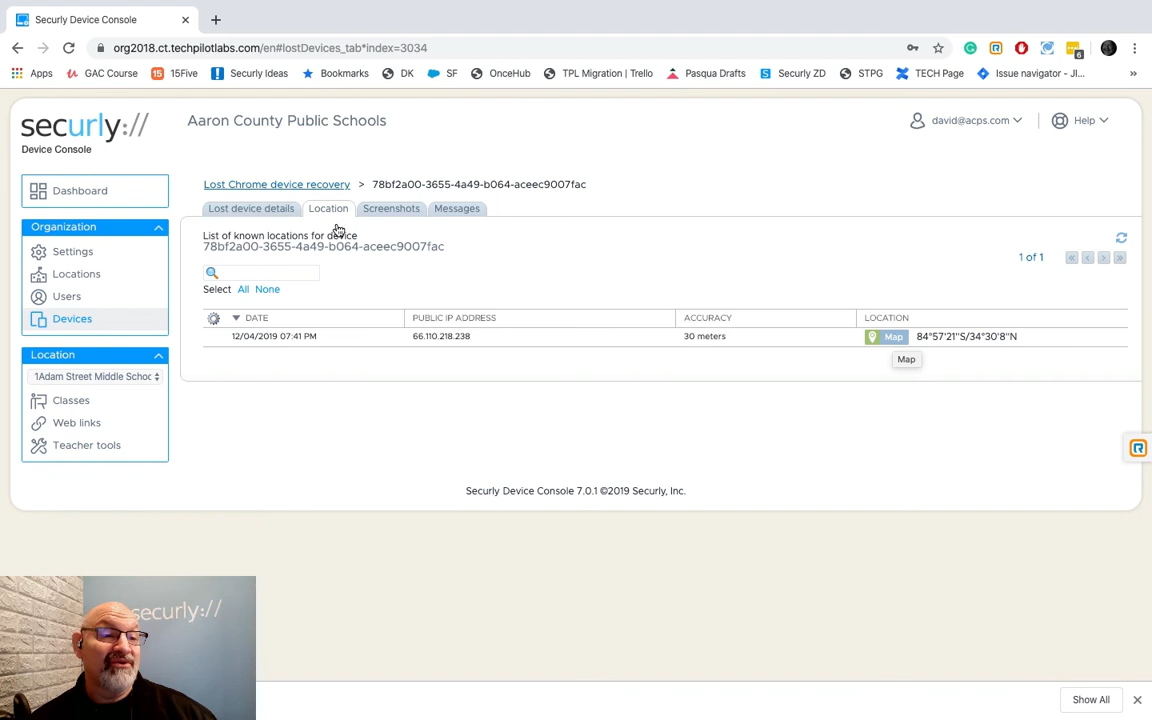 Securly Device Console
org2018.ct.techpilotlabs.com/en#lostDevices_tab*index=3034
6
Apps GAC Course 15 15Five Securly Ideas Bookmarks DK SF OnceHub TPL Migration | Trello Pasqua Drafts Securly ZD STPG TECH Page Issue navigator - JI... »
securly://
Device Console
Aaron County Public Schools
david@acps.com
Help
Dashboard
Organization
Settings
Locations
Users
Devices
Location
1Adam Street Middle Schoo
Classes
Web links
Teacher tools
Lost Chrome device recovery > 78bf2a00-3655-4a49-b064-aceec9007fac
Lost device details Location Screenshots Messages
List of known locations for device
78bf2a00-3655-4a49-b064-aceec9007fac
1 of 1
Select All None
DATE PUBLIC IP ADDRESS ACCURACY LOCATION
12/04/2019 07:41 PM 66.110.218.238 30 meters Map 84°57'21"S/34°30'8"N
Map
Securly Device Console 7.0.1 ©2019 Securly, Inc.
securly://
Show All